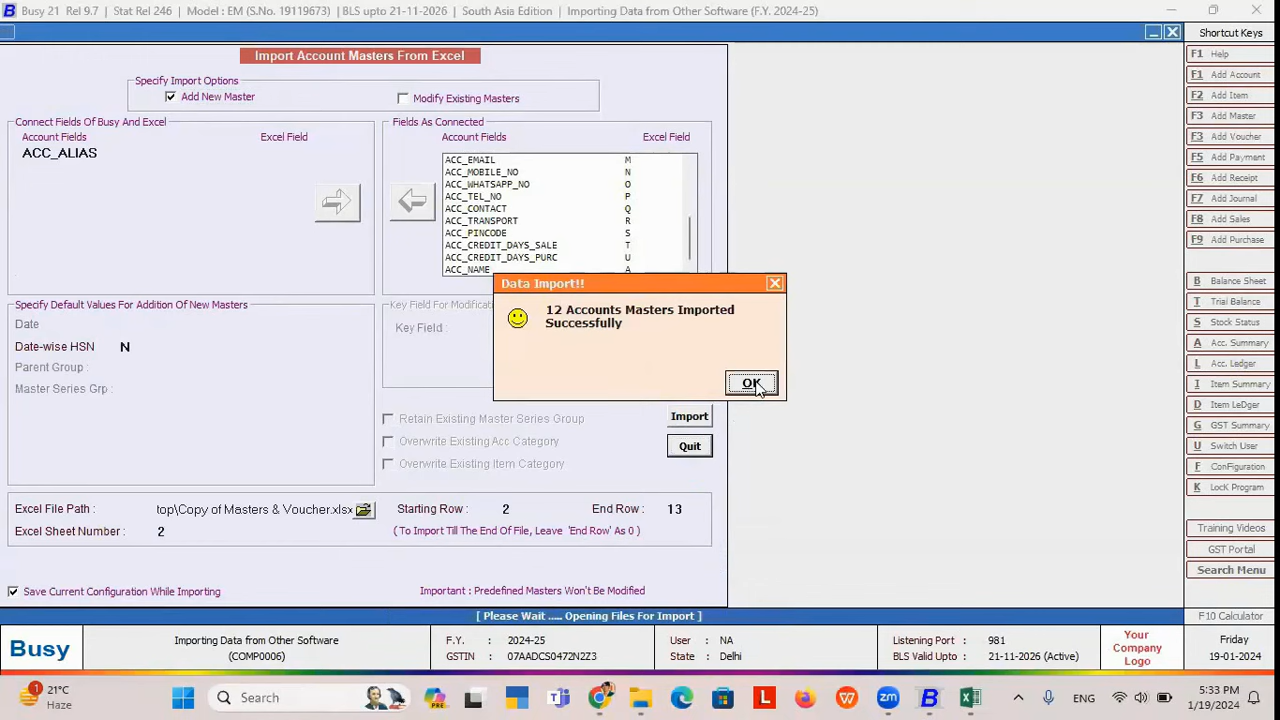 Busy 21 Rel 9.7 Stat Rel 246 Model : EM (S.No. 19119673) BLS upto 21-11-2026 South Asia Edition Importing Data from Other Software (F.Y. 2024-25)
Import Account Masters From Excel
Specify Import Options
Add New Master
Modify Existing Masters
Connect Fields Of Busy And Excel
Account Fields Excel Field
ACC_ALIAS
Fields As Connected
Account Fields Excel Field
ACC_EMAIL M
ACC_MOBILE_NO N
ACC_WHATSAPP_NO O
ACC_TEL_NO P
ACC_CONTACT Q
ACC_TRANSPORT R
ACC_PINCODE S
ACC_CREDIT_DAYS_SALE T
ACC_CREDIT_DAYS_PURC U
ACC_NAME A
Data Import!!
12 Accounts Masters Imported
Successfully
OK
Specify Default Values For Addition Of New Masters
Date
Date-wise HSN N
Parent Group :
Master Series Grp :
Key Field For Modificat
Key Field :
Retain Existing Master Series Group
Overwrite Existing Acc Category
Overwrite Existing Item Category
Import
Quit
Excel File Path : top\Copy of Masters & Voucher.xlsx
Starting Row : 2 End Row : 13
Excel Sheet Number : 2
( To Import Till The End Of File, Leave 'End Row' As 0 )
Save Current Configuration While Importing
Important : Predefined Masters Won't Be Modified
[ Please Wait ..... Opening Files For Import ]
Shortcut Keys
F1 Help
F1 Add Account
F2 Add Item
F3 Add Master
F3 Add Voucher
F5 Add Payment
F6 Add Receipt
F7 Add Journal
F8 Add Sales
F9 Add Purchase
B Balance Sheet
T Trial Balance
S Stock Status
A Acc. Summary
L Acc. Ledger
I Item Summary
D Item LeDger
G GST Summary
U Switch User
F ConFiguration
K LocK Program
Training Videos
GST Portal
Search Menu
F10 Calculator
Busy
Importing Data from Other Software
(COMP0006)
F.Y. : 2024-25
GSTIN : 07AADCS0472N2Z3
User : NA
State : Delhi
Listening Port : 981
BLS Valid Upto : 21-11-2026 (Active)
Your
Company
Logo
Friday
19-01-2024
1
21°C
Haze
Search
PRE
ENG
5:33 PM
1/19/2024